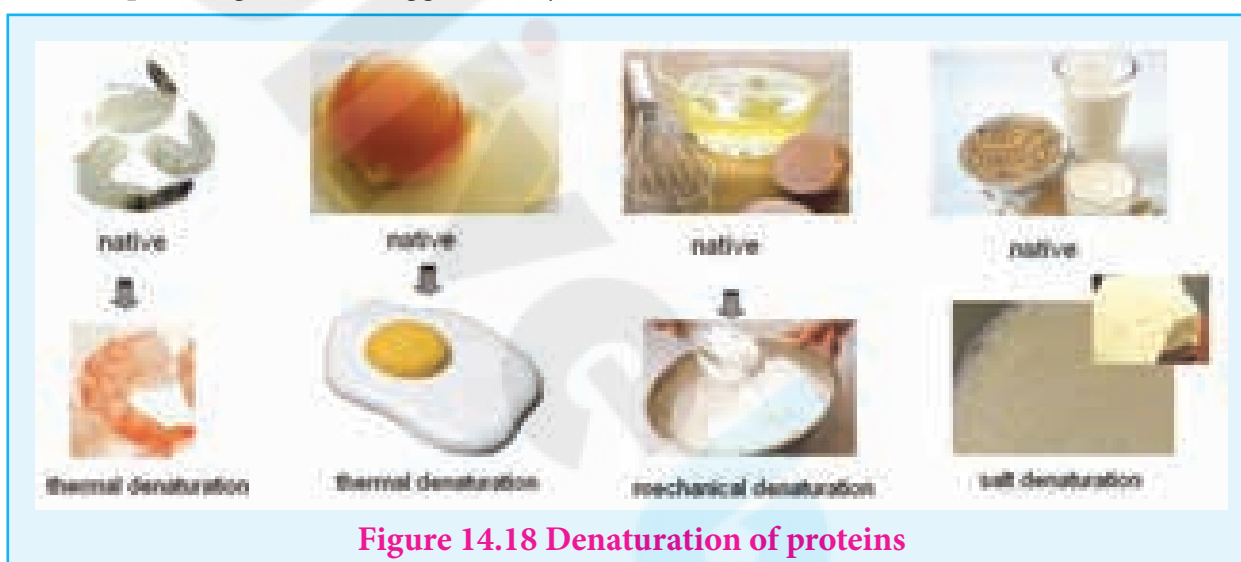 native native native native
thermal denaturation thermal denaturation mechanical denaturation salt denaturation
Figure 14.18 Denaturation of proteins